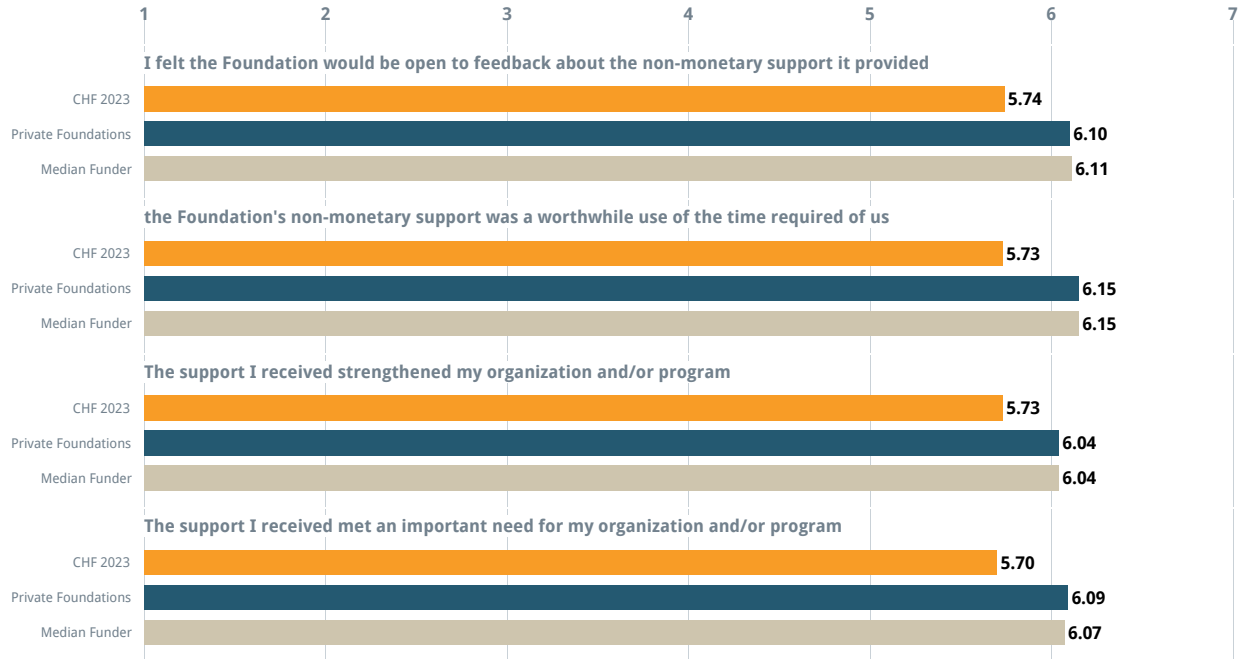 1 2 3 4 5 6 7
I felt the Foundation would be open to feedback about the non-monetary support it provided
CHF 2023 5.74
Private Foundations 6.10
Median Funder 6.11
the Foundation's non-monetary support was a worthwhile use of the time required of us
CHF 2023 5.73
Private Foundations 6.15
Median Funder 6.15
The support I received strengthened my organization and/or program
CHF 2023 5.73
Private Foundations 6.04
Median Funder 6.04
The support I received met an important need for my organization and/or program
CHF 2023 5.70
Private Foundations 6.09
Median Funder 6.07